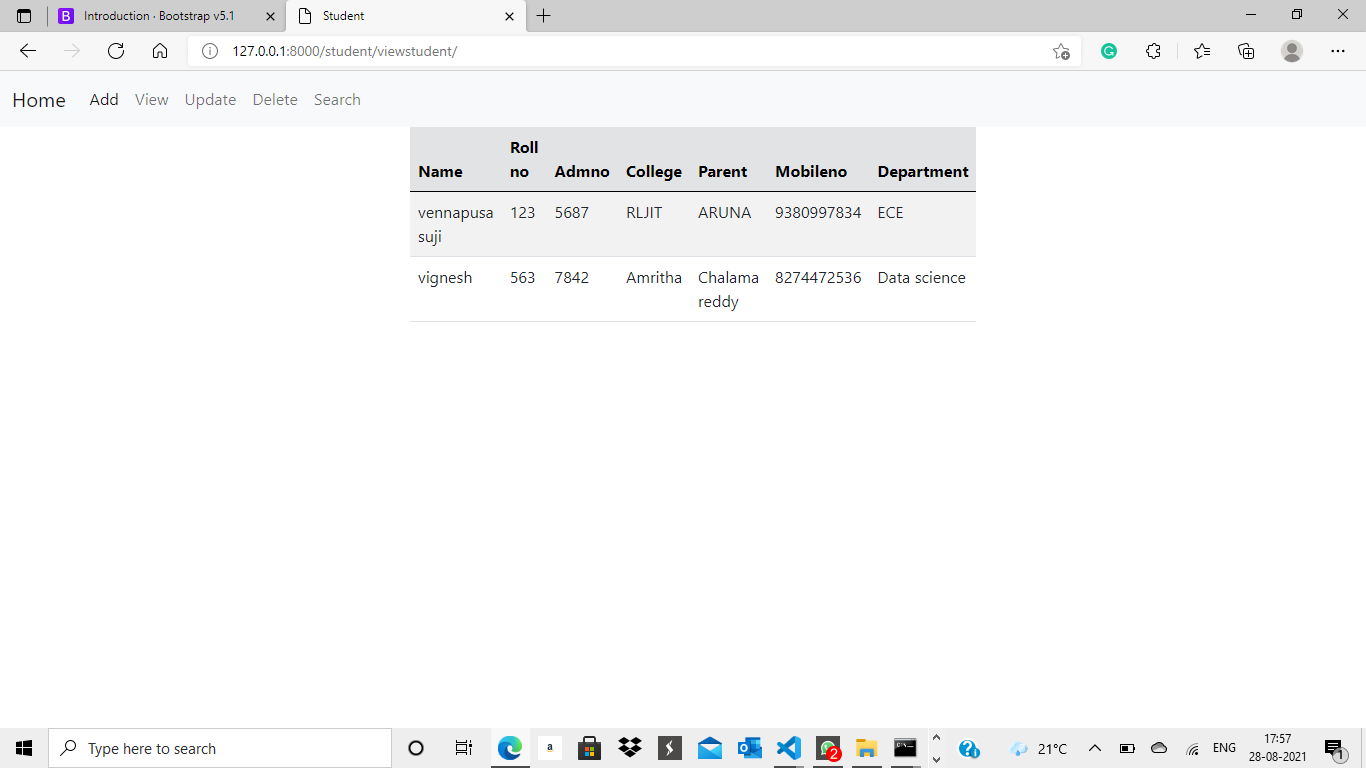 Introduction · Bootstrap v5.1
Student
127.0.0.1:8000/student/viewstudent/
Home Add View Update Delete Search
Name Roll no Admno College Parent Mobileno Department
vennapusa suji 123 5687 RLJIT ARUNA 9380997834 ECE
vignesh 563 7842 Amritha Chalama reddy 8274472536 Data science
Type here to search
a
2
21°C
ENG
17:57
28-08-2021
1